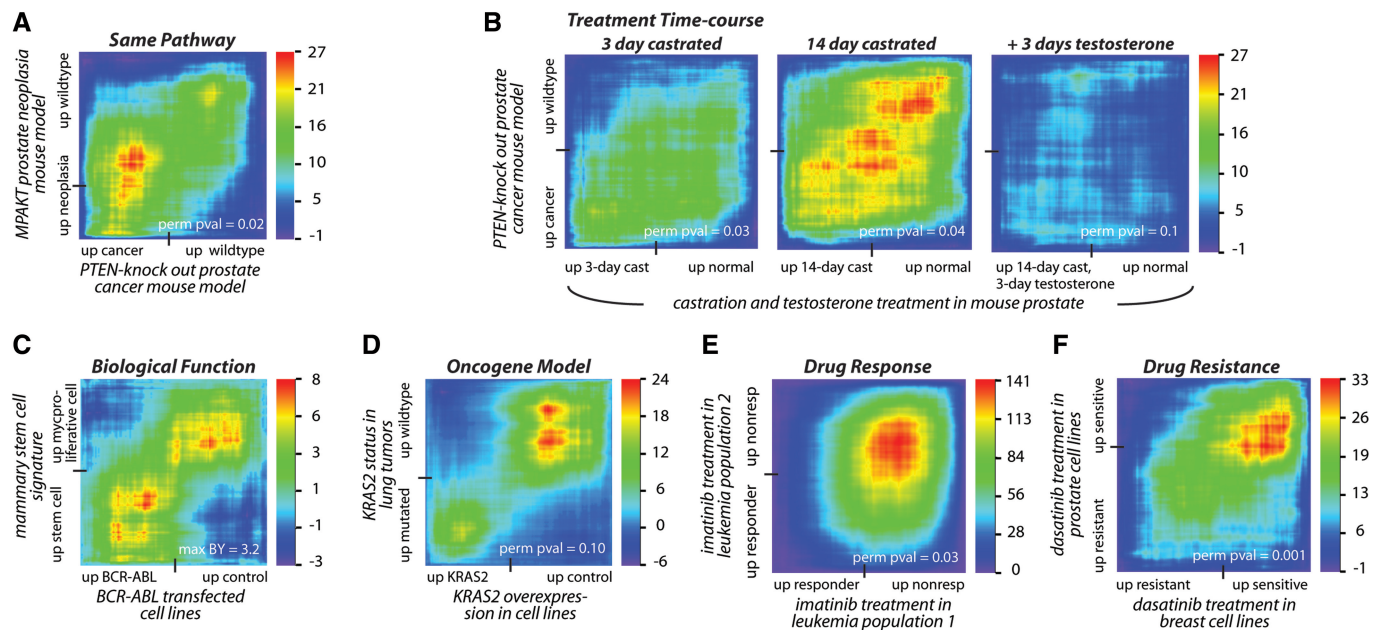 A
Same Pathway
MPAKT prostate neoplasia
mouse model
up wildtype
up neoplasia
perm pval = 0.02
up cancer
up wildtype
PTEN-knock out prostate
cancer mouse model
27
21
16
10
5
-1
B
Treatment Time-course
3 day castrated
14 day castrated
+ 3 days testosterone
PTEN-knock out prostate
cancer mouse model
up wildtype
up cancer
perm pval = 0.03
perm pval = 0.04
perm pval = 0.1
up 3-day cast
up normal
up 14-day cast
up normal
up 14-day cast,
3-day testosterone
up normal
castration and testosterone treatment in mouse prostate
27
21
16
10
5
-1
C
Biological Function
mammary stem cell
signature
up mycpro-
liferative cell
up stem cell
max BY = 3.2
up BCR-ABL
up control
BCR-ABL transfected
cell lines
8
6
3
1
-1
-3
D
Oncogene Model
KRAS2 status in
lung tumors
up wildtype
up mutated
perm pval = 0.10
up KRAS2
up control
KRAS2 overexpres-
sion in cell lines
24
18
12
6
0
-6
E
Drug Response
imatinib treatment in
leukemia population 2
up nonresp
up responder
perm pval = 0.03
up responder
up nonresp
imatinib treatment in
leukemia population 1
141
113
84
56
28
0
F
Drug Resistance
dasatinib treatment in
prostate cell lines
up sensitive
up resistant
perm pval = 0.001
up resistant
up sensitive
dasatinib treatment in
breast cell lines
33
26
19
13
6
-1